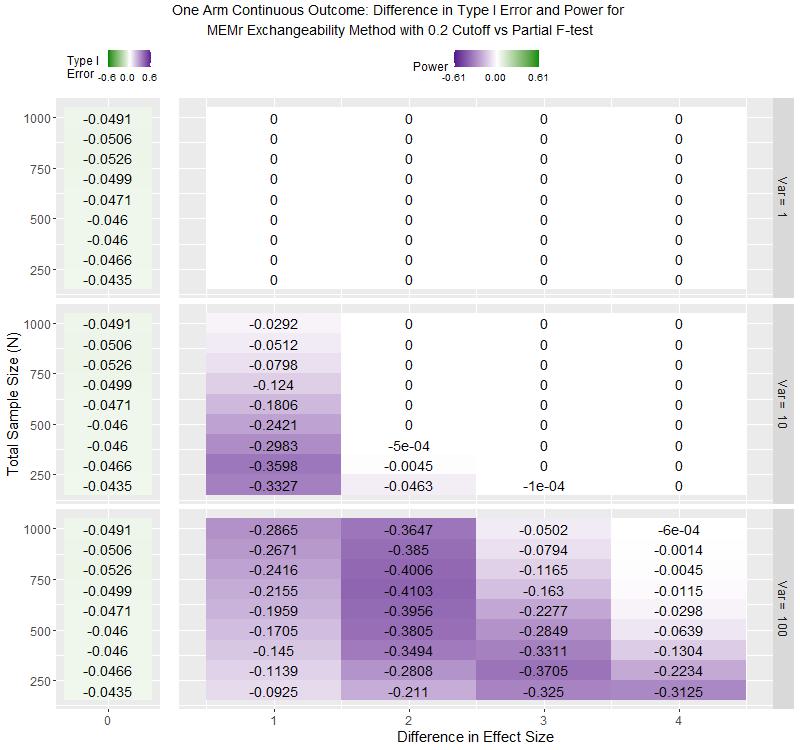 One Arm Continuous Outcome: Difference in Type I Error and Power for
MEMr Exchangeability Method with 0.2 Cutoff vs Partial F-test
Type I
Error
-0.6 0.0 0.6
Power
-0.61 0.00 0.61
Total Sample Size (N)
1000 -0.0491 0 0 0 0
-0.0506 0 0 0 0
-0.0526 0 0 0 0
750 -0.0499 0 0 0 0
-0.0471 0 0 0 0
500 -0.046 0 0 0 0
-0.046 0 0 0 0
-0.0466 0 0 0 0
250 -0.0435 0 0 0 0
Var = 1
1000 -0.0491 -0.0292 0 0 0
-0.0506 -0.0512 0 0 0
-0.0526 -0.0798 0 0 0
750 -0.0499 -0.124 0 0 0
-0.0471 -0.1806 0 0 0
500 -0.046 -0.2421 0 0 0
-0.046 -0.2983 -5e-04 0 0
-0.0466 -0.3598 -0.0045 0 0
250 -0.0435 -0.3327 -0.0463 -1e-04 0
Var = 10
1000 -0.0491 -0.2865 -0.3647 -0.0502 -6e-04
-0.0506 -0.2671 -0.385 -0.0794 -0.0014
-0.0526 -0.2416 -0.4006 -0.1165 -0.0045
750 -0.0499 -0.2155 -0.4103 -0.163 -0.0115
-0.0471 -0.1959 -0.3956 -0.2277 -0.0298
500 -0.046 -0.1705 -0.3805 -0.2849 -0.0639
-0.046 -0.145 -0.3494 -0.3311 -0.1304
-0.0466 -0.1139 -0.2808 -0.3705 -0.2234
250 -0.0435 -0.0925 -0.211 -0.325 -0.3125
Var = 100
0 1 2 3 4
Difference in Effect Size